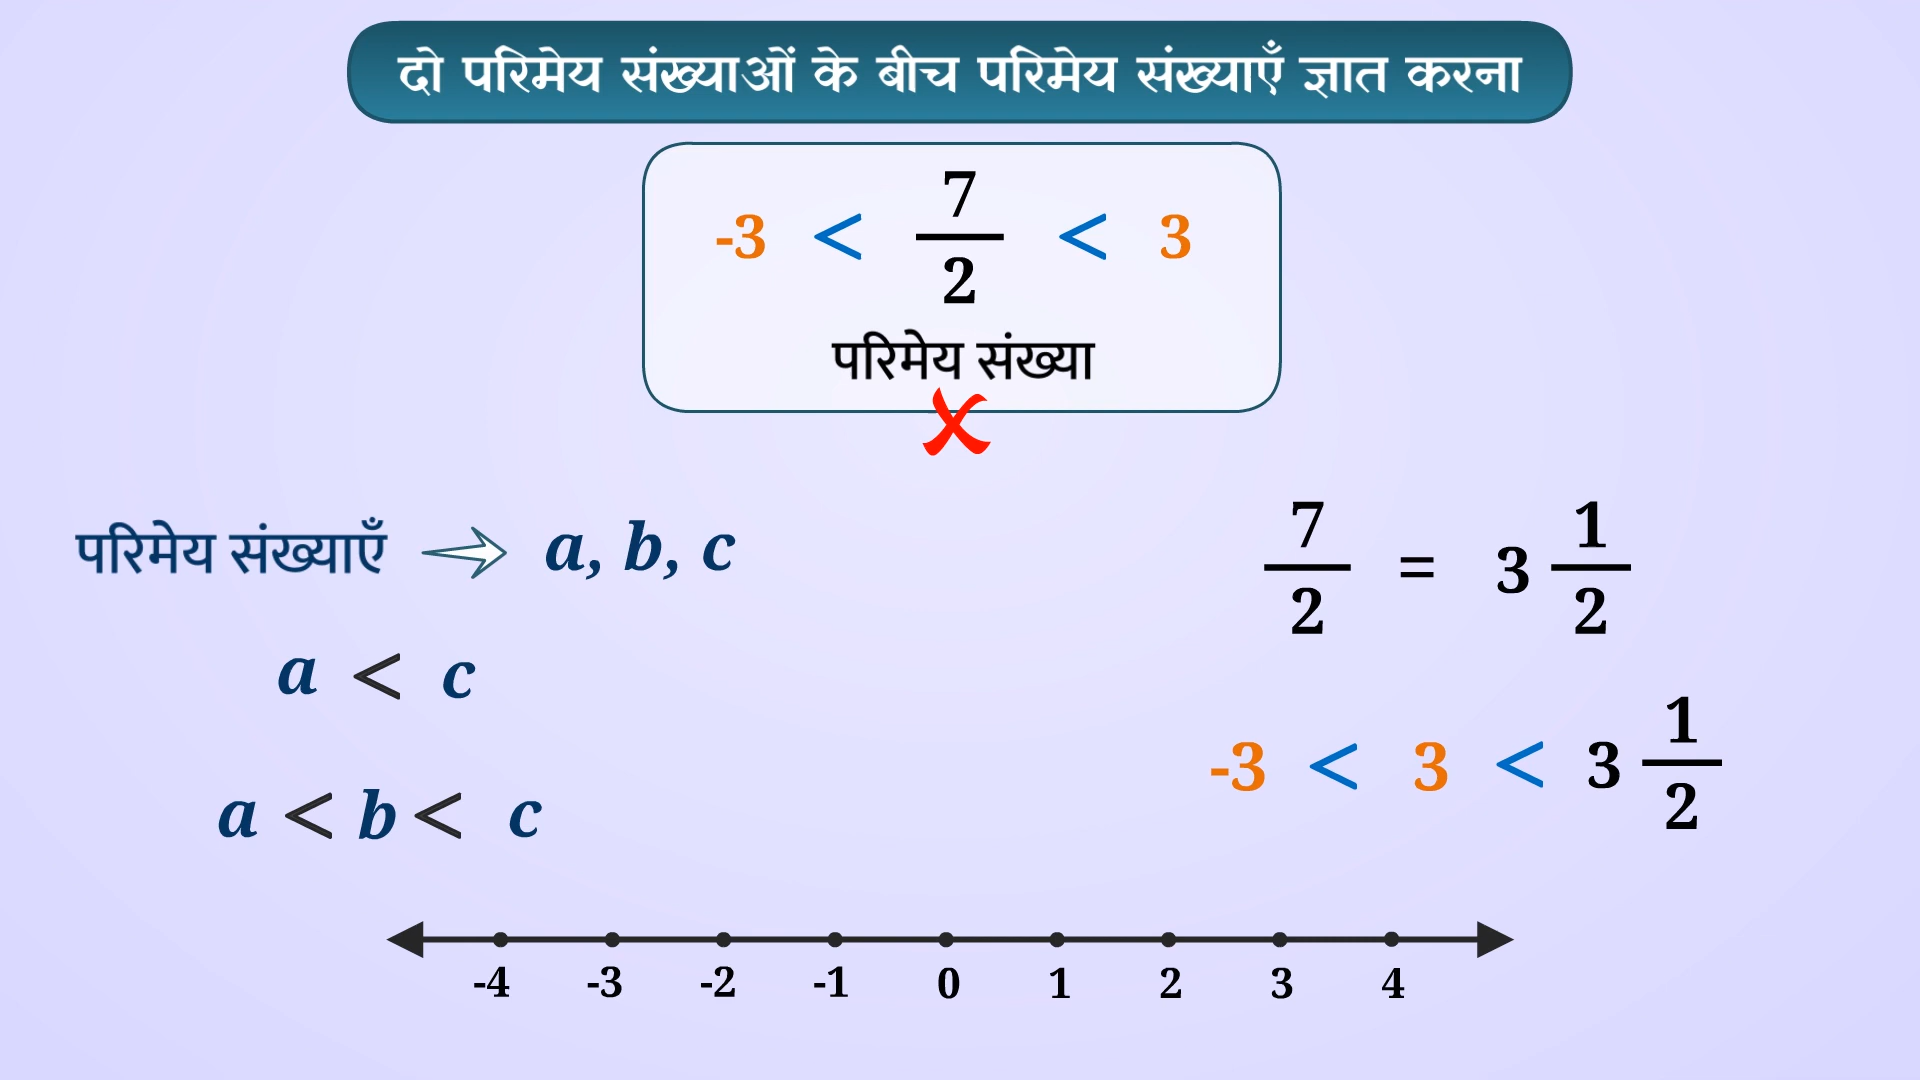 दो परिमेय संख्याओं के बीच परिमेय संख्याएँ ज्ञात करना
-3 < 7/2 < 3
परिमेय संख्या
परिमेय संख्याएँ a, b, c
7/2 = 3 1/2
a < c
-3 < 3 < 3 1/2
a < b < c
-4 -3 -2 -1 0 1 2 3 4